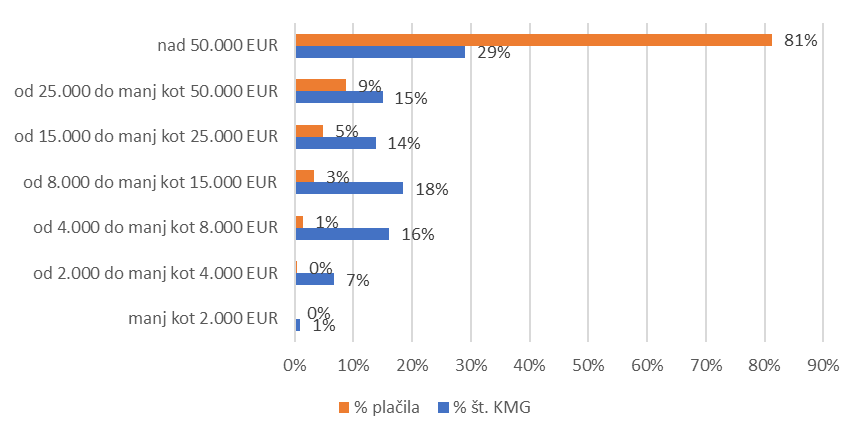 nad 50.000 EUR
81%
29%
od 25.000 do manj kot 50.000 EUR
9%
15%
od 15.000 do manj kot 25.000 EUR
5%
14%
od 8.000 do manj kot 15.000 EUR
3%
18%
od 4.000 do manj kot 8.000 EUR
1%
16%
od 2.000 do manj kot 4.000 EUR
0%
7%
manj kot 2.000 EUR
0%
1%
0% 10% 20% 30% 40% 50% 60% 70% 80% 90%
% plačila % št. KMG